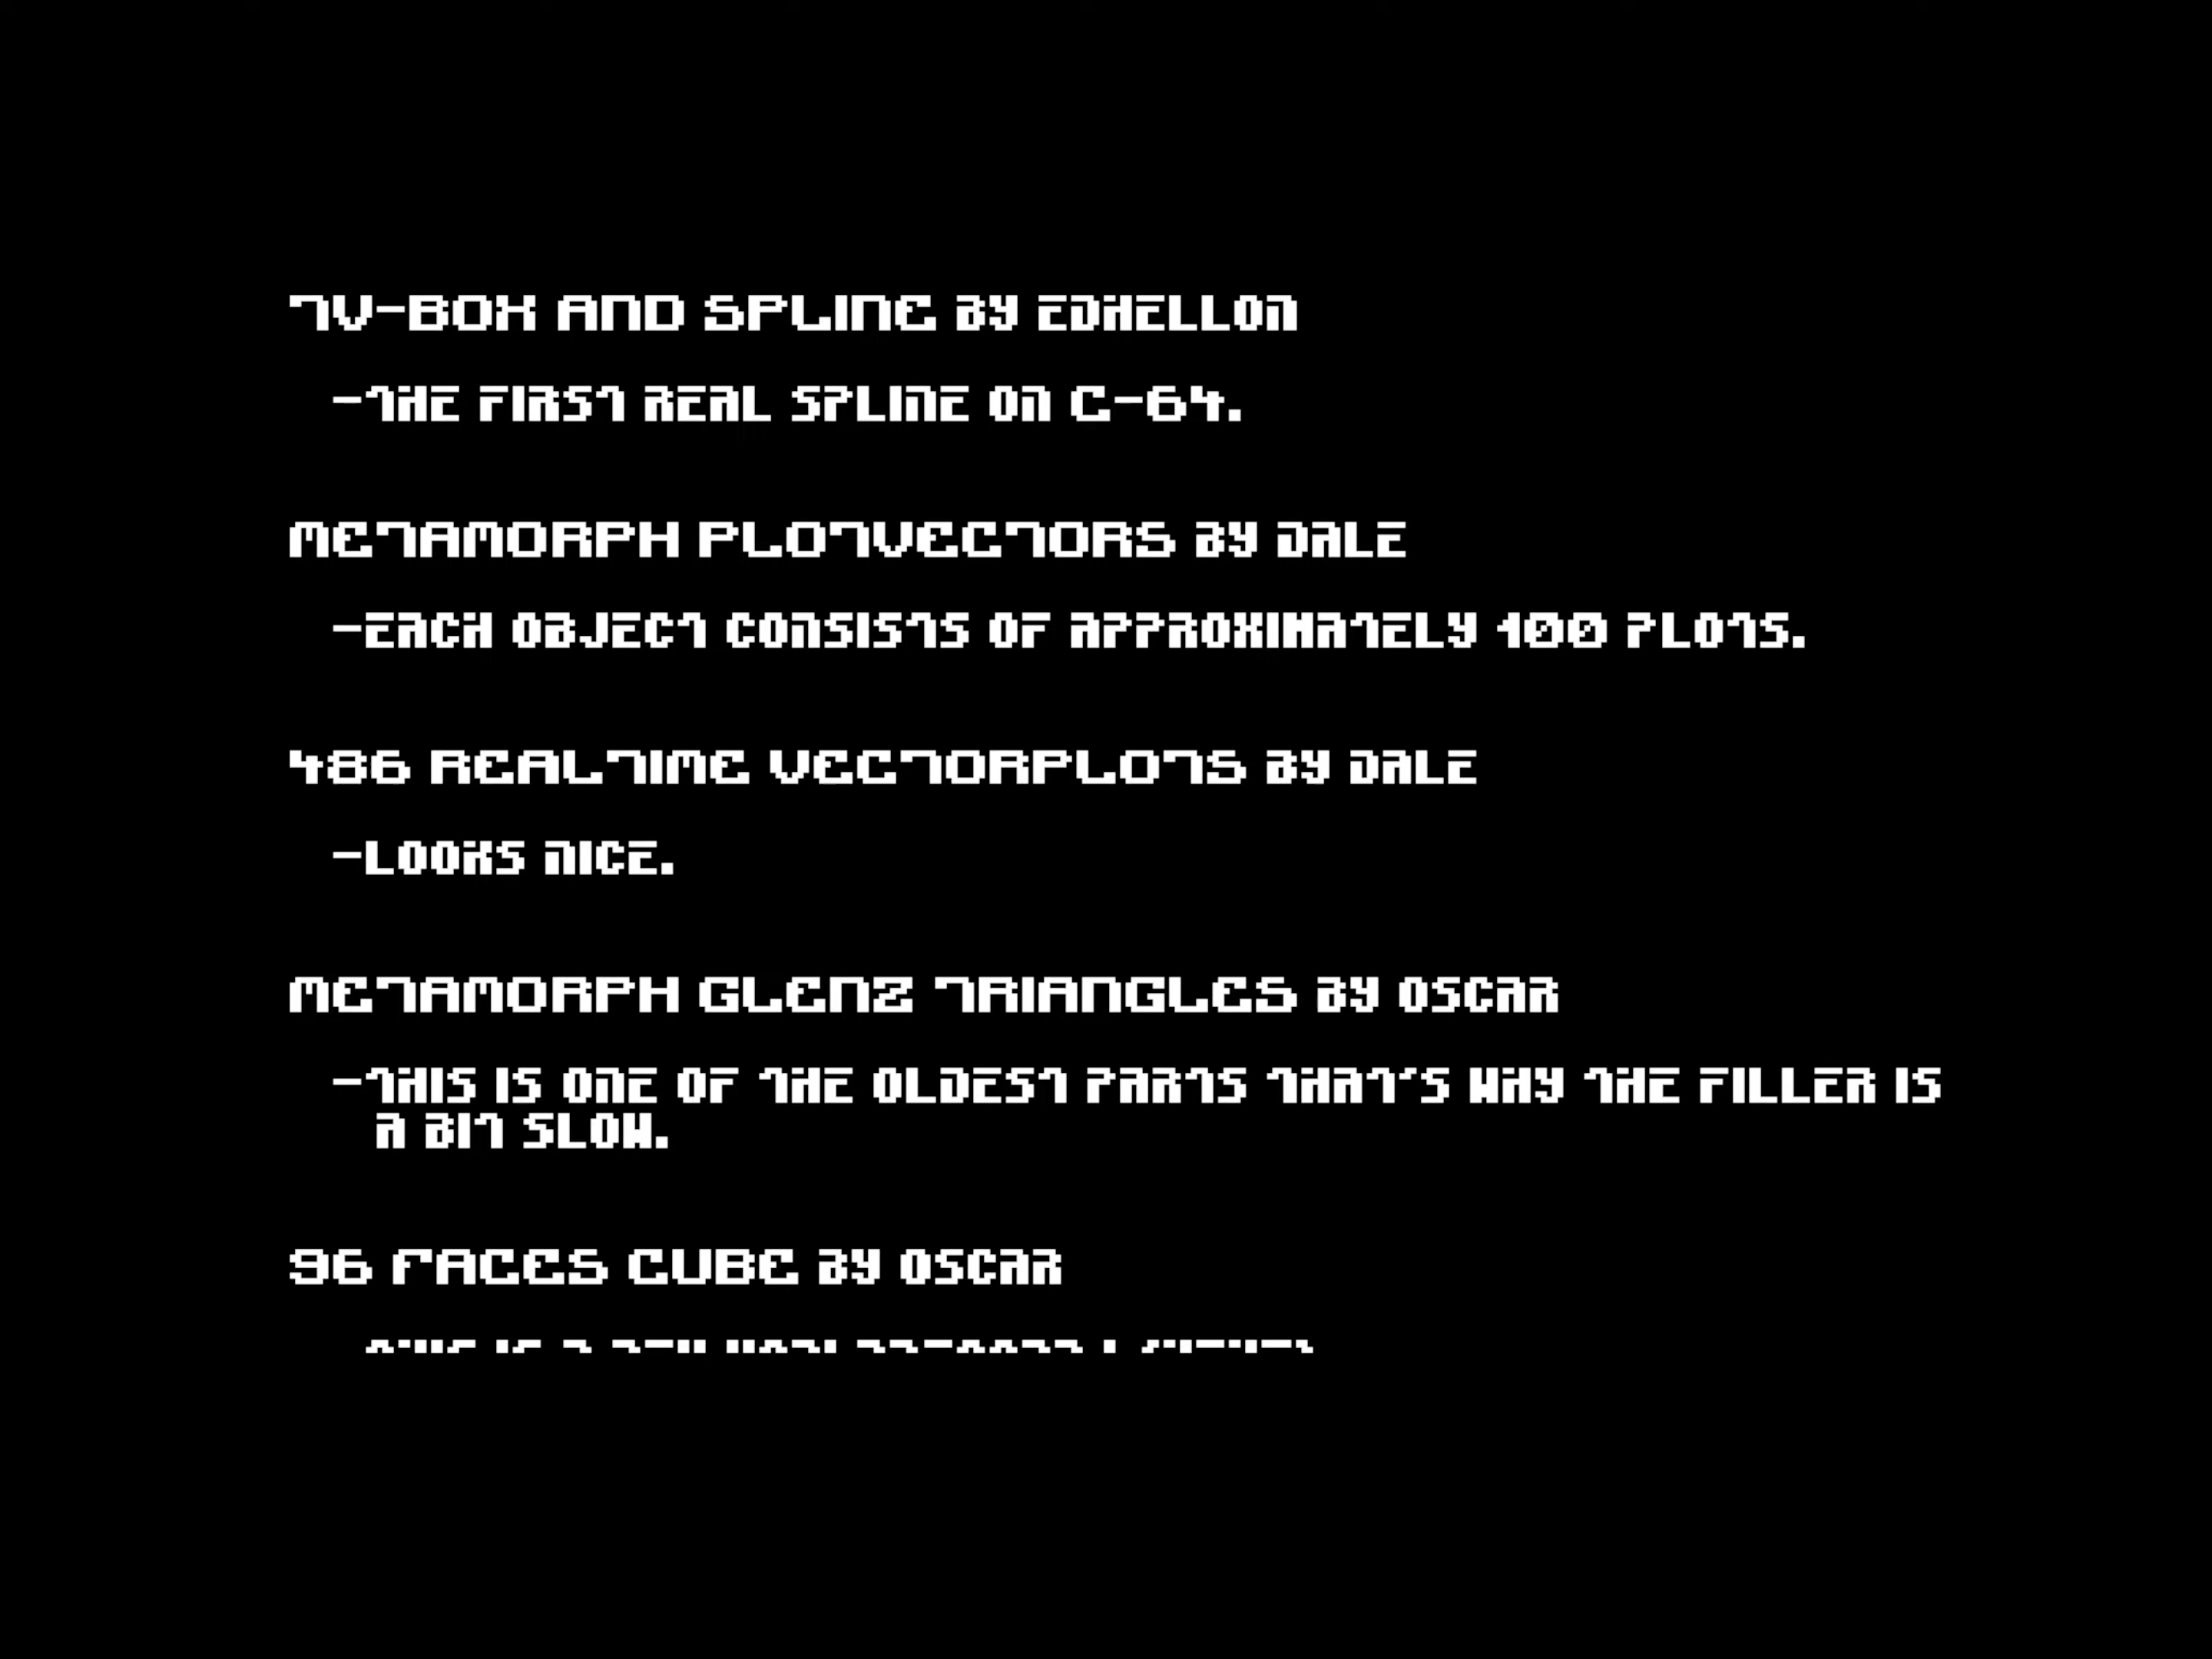 TV-BOX AND SPLINE BY EDHELLON
-THE FIRST REAL SPLINE ON C-64.
METAMORPH PLOTVECTORS BY DALE
-EACH OBJECT CONSISTS OF APPROXIMATELY 100 PLOTS.
486 REALTIME VECTORPLOTS BY DALE
-LOOKS NICE.
METAMORPH GLENZ TRIANGLES BY OSCAR
-THIS IS ONE OF THE OLDEST PARTS THAT'S WHY THE FILLER IS
A BIT SLOW.
96 FACES CUBE BY OSCAR